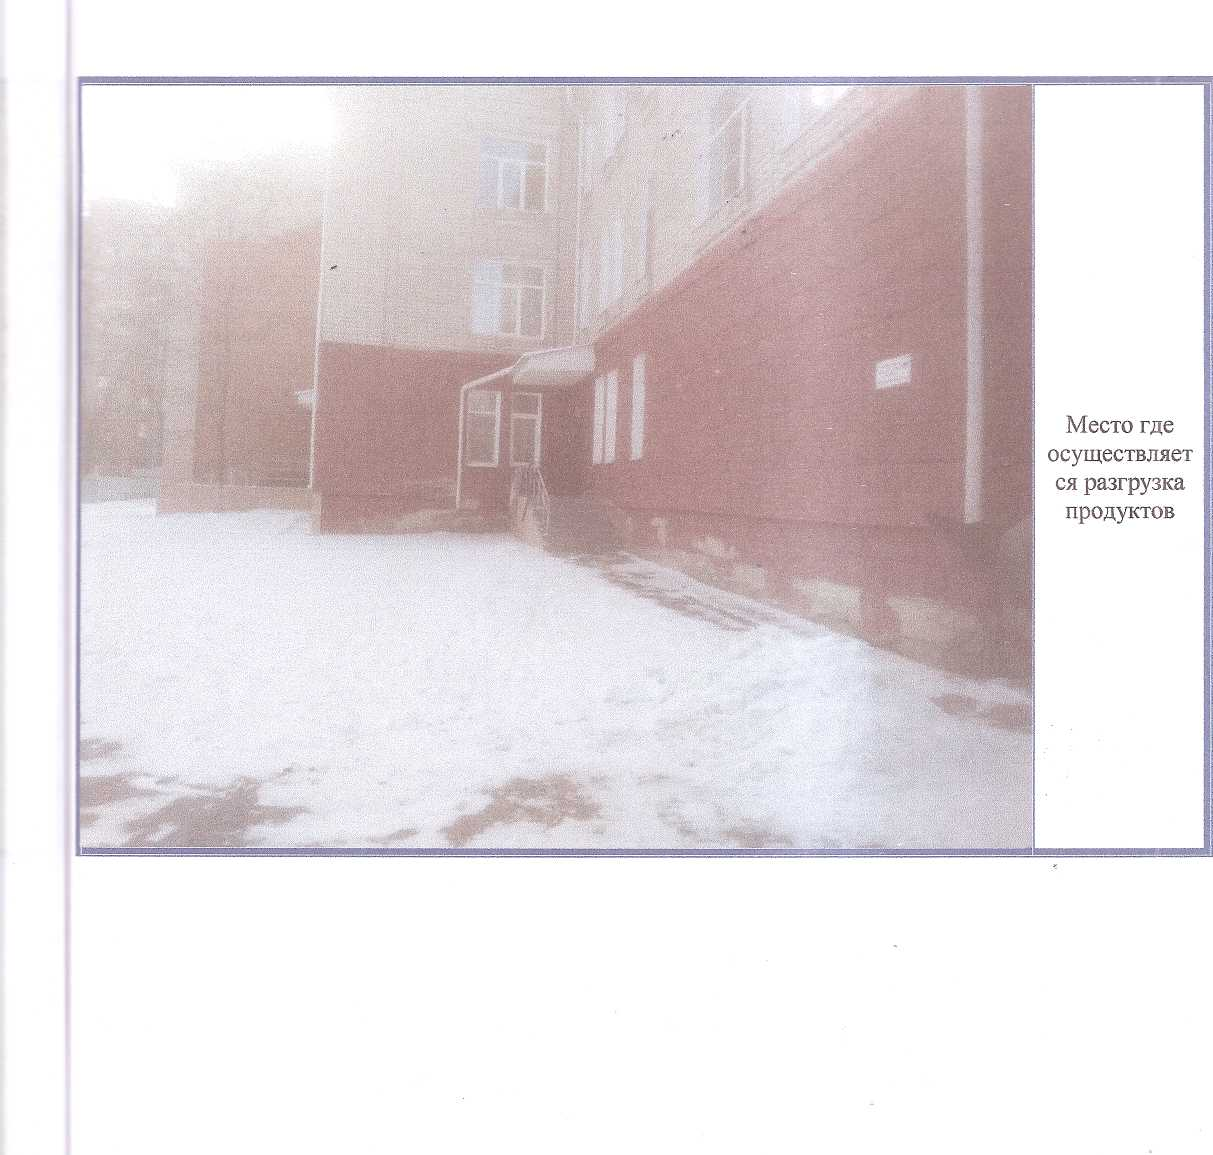 Место где
осуществляет
ся разгрузка
продуктов